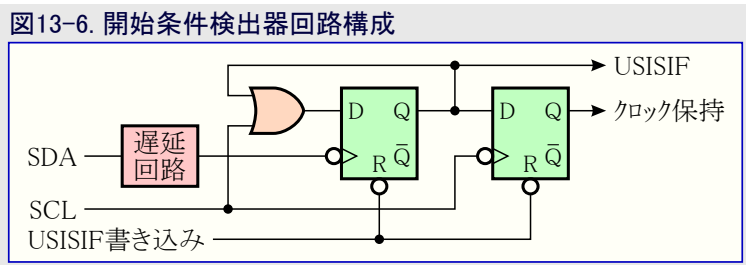 図13-6. 開始条件検出器回路構成
USISIF
D Q
D Q
クロック保持
SDA
遅延
回路
R Q̅
R Q̅
SCL
USISIF書き込み